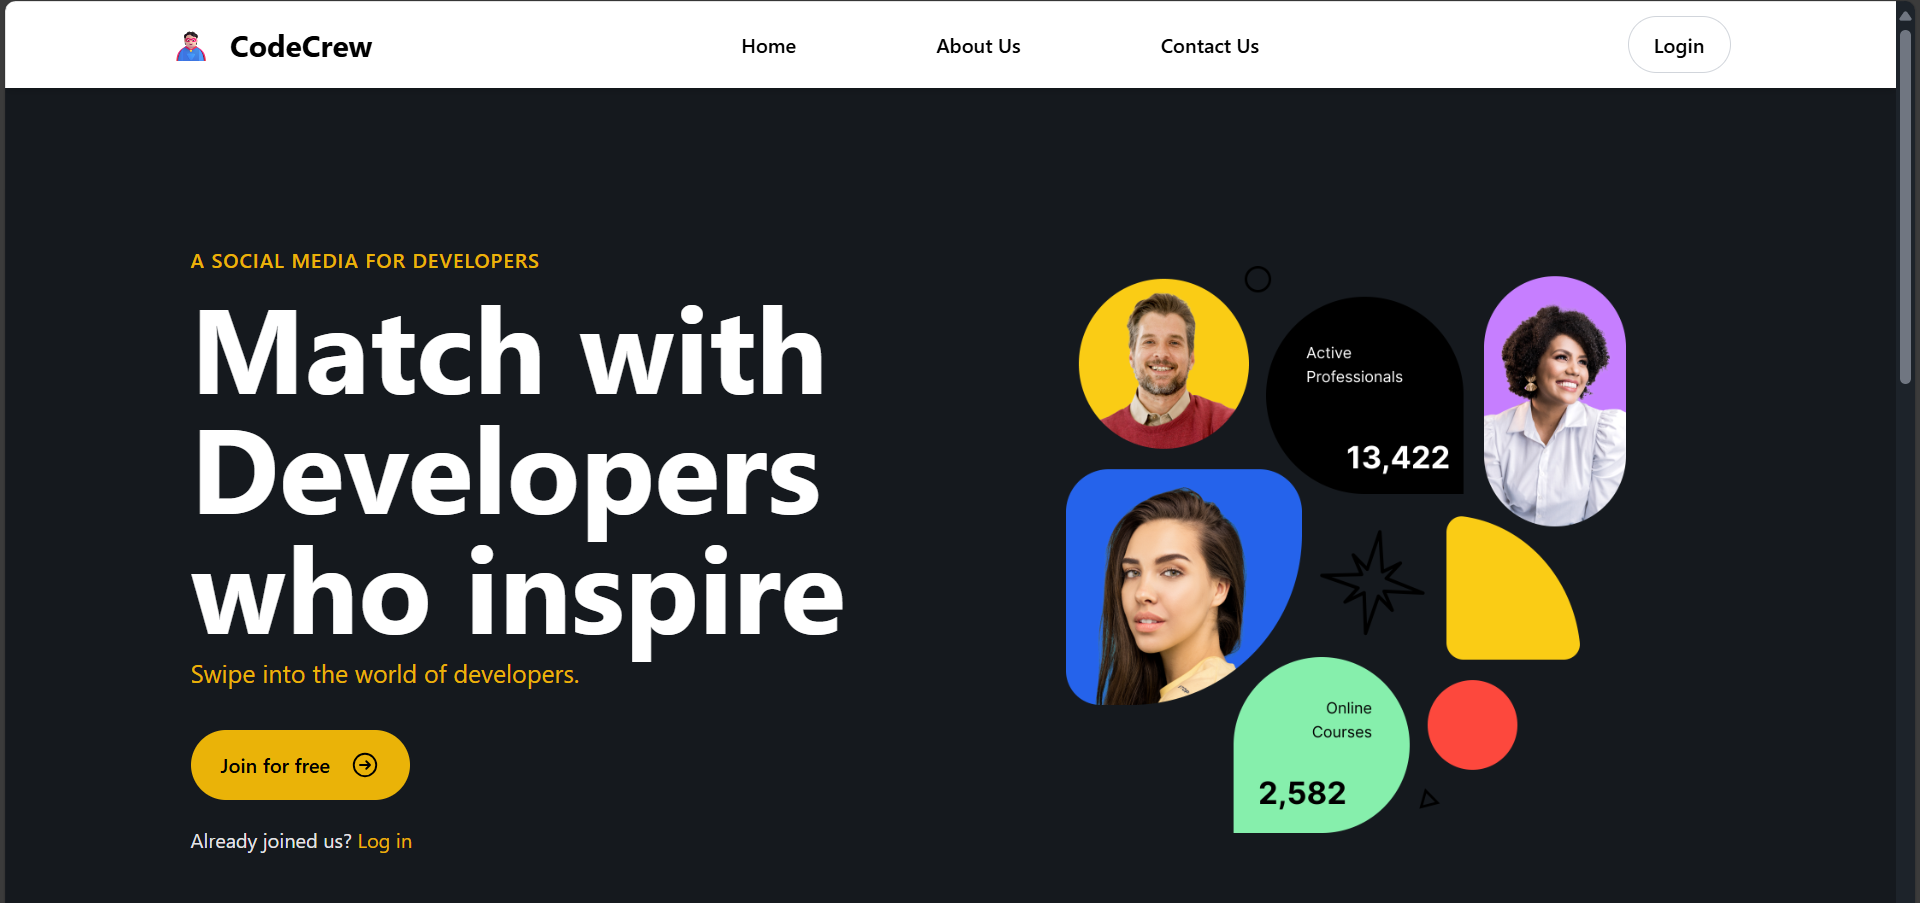 CodeCrew
Home
About Us
Contact Us
Login
A SOCIAL MEDIA FOR DEVELOPERS
Match with
Developers
who inspire
Swipe into the world of developers.
Join for free
Already joined us? Log in
Active
Professionals
13,422
Online
Courses
2,582